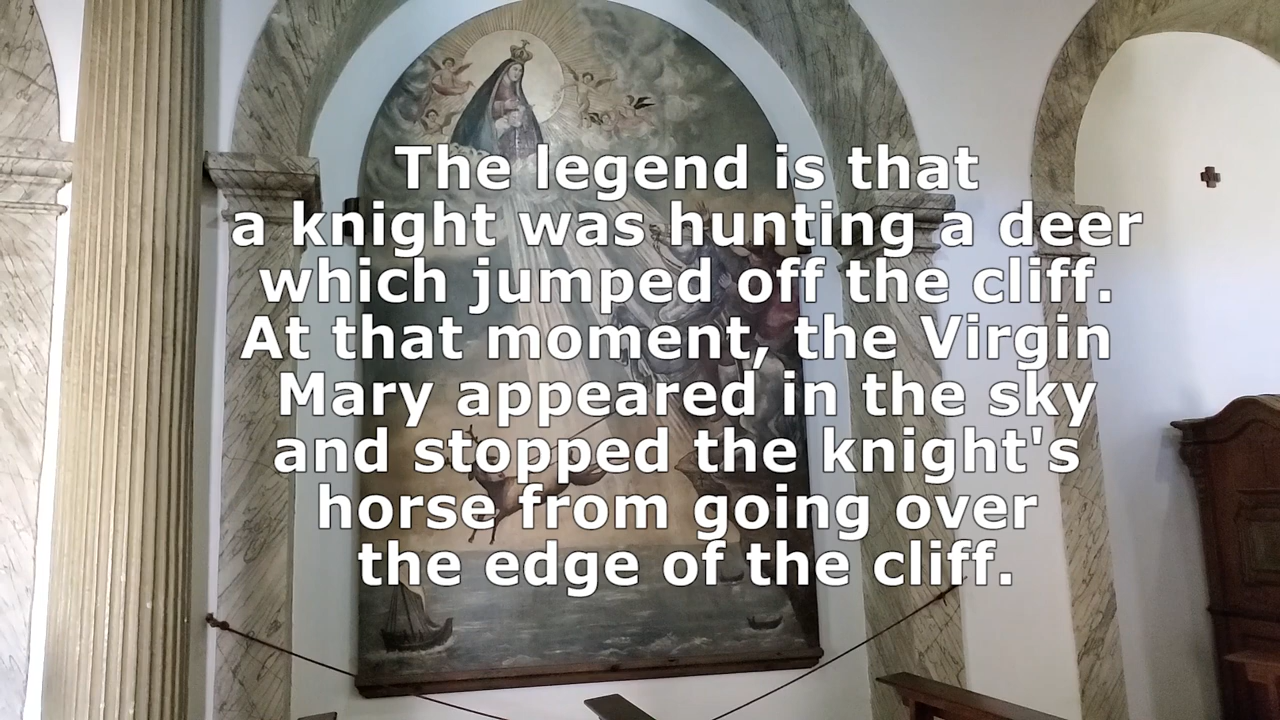 The legend is that
a knight was hunting a deer
which jumped off the cliff.
At that moment, the Virgin
Mary appeared in the sky
and stopped the knight's
horse from going over
the edge of the cliff.